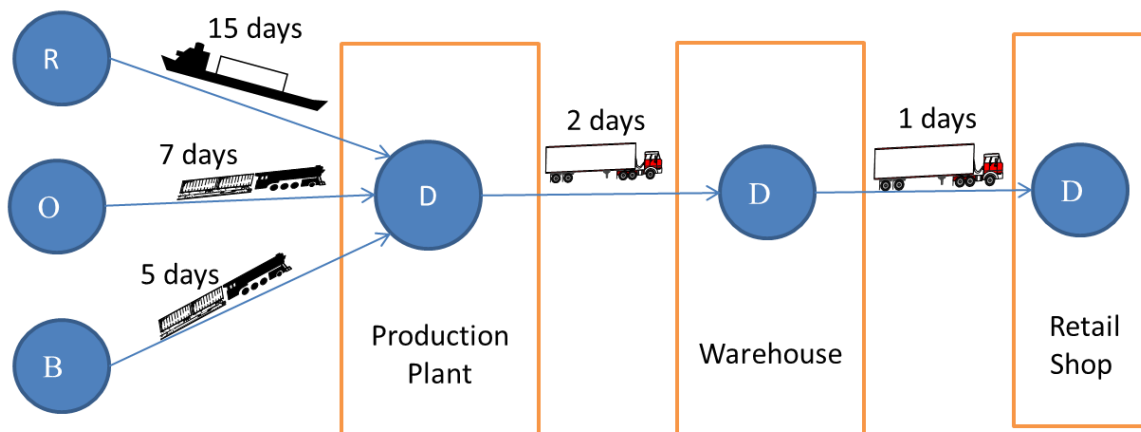 15 days
R
7 days
O
5 days
B
D
Production
Plant
2 days
D
Warehouse
1 days
D
Retail
Shop